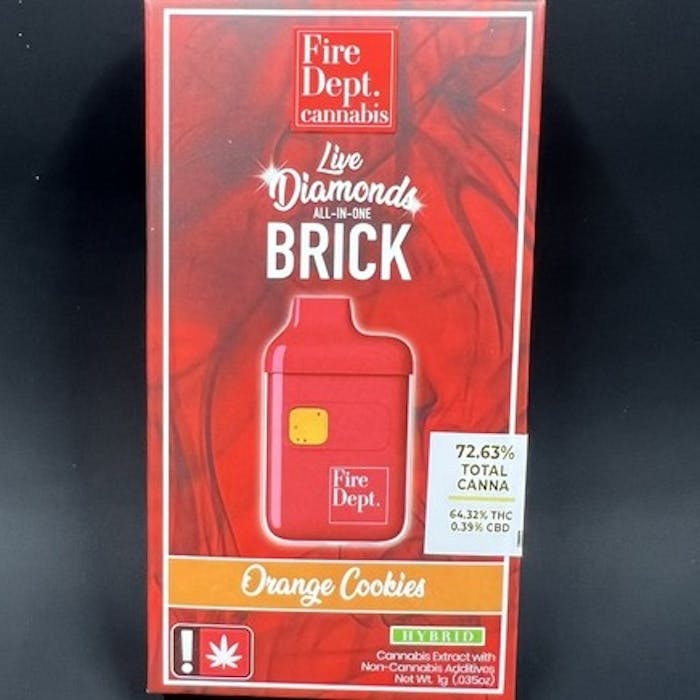 Fire
Dept.
cannabis
Live
Diamonds
ALL-IN-ONE
BRICK
Fire
Dept.
72.63%
TOTAL
CANNA
64.32% THC
0.39% CBD
Orange Cookies
!
HYBRID
Cannabis Extract with
Non-Cannabis Additives
Net Wt. 1g (.035oz)